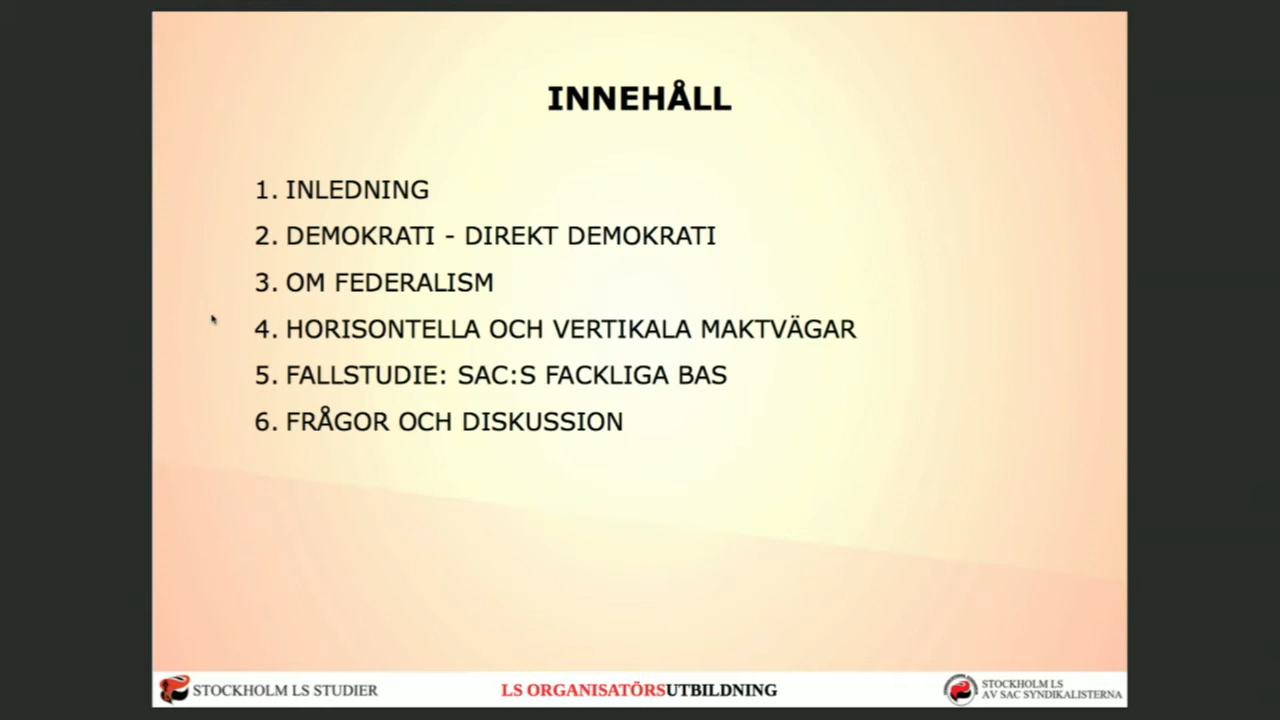 INNEHÅLL
1. INLEDNING
2. DEMOKRATI - DIREKT DEMOKRATI
3. OM FEDERALISM
4. HORISONTELLA OCH VERTIKALA MAKTVÄGAR
5. FALLSTUDIE: SAC:S FACKLIGA BAS
6. FRÅGOR OCH DISKUSSION
STOCKHOLM LS STUDIER
LS ORGANISATÖRSUTBILDNING
STOCKHOLM LS
AV SAC SYNDIKALISTERNA